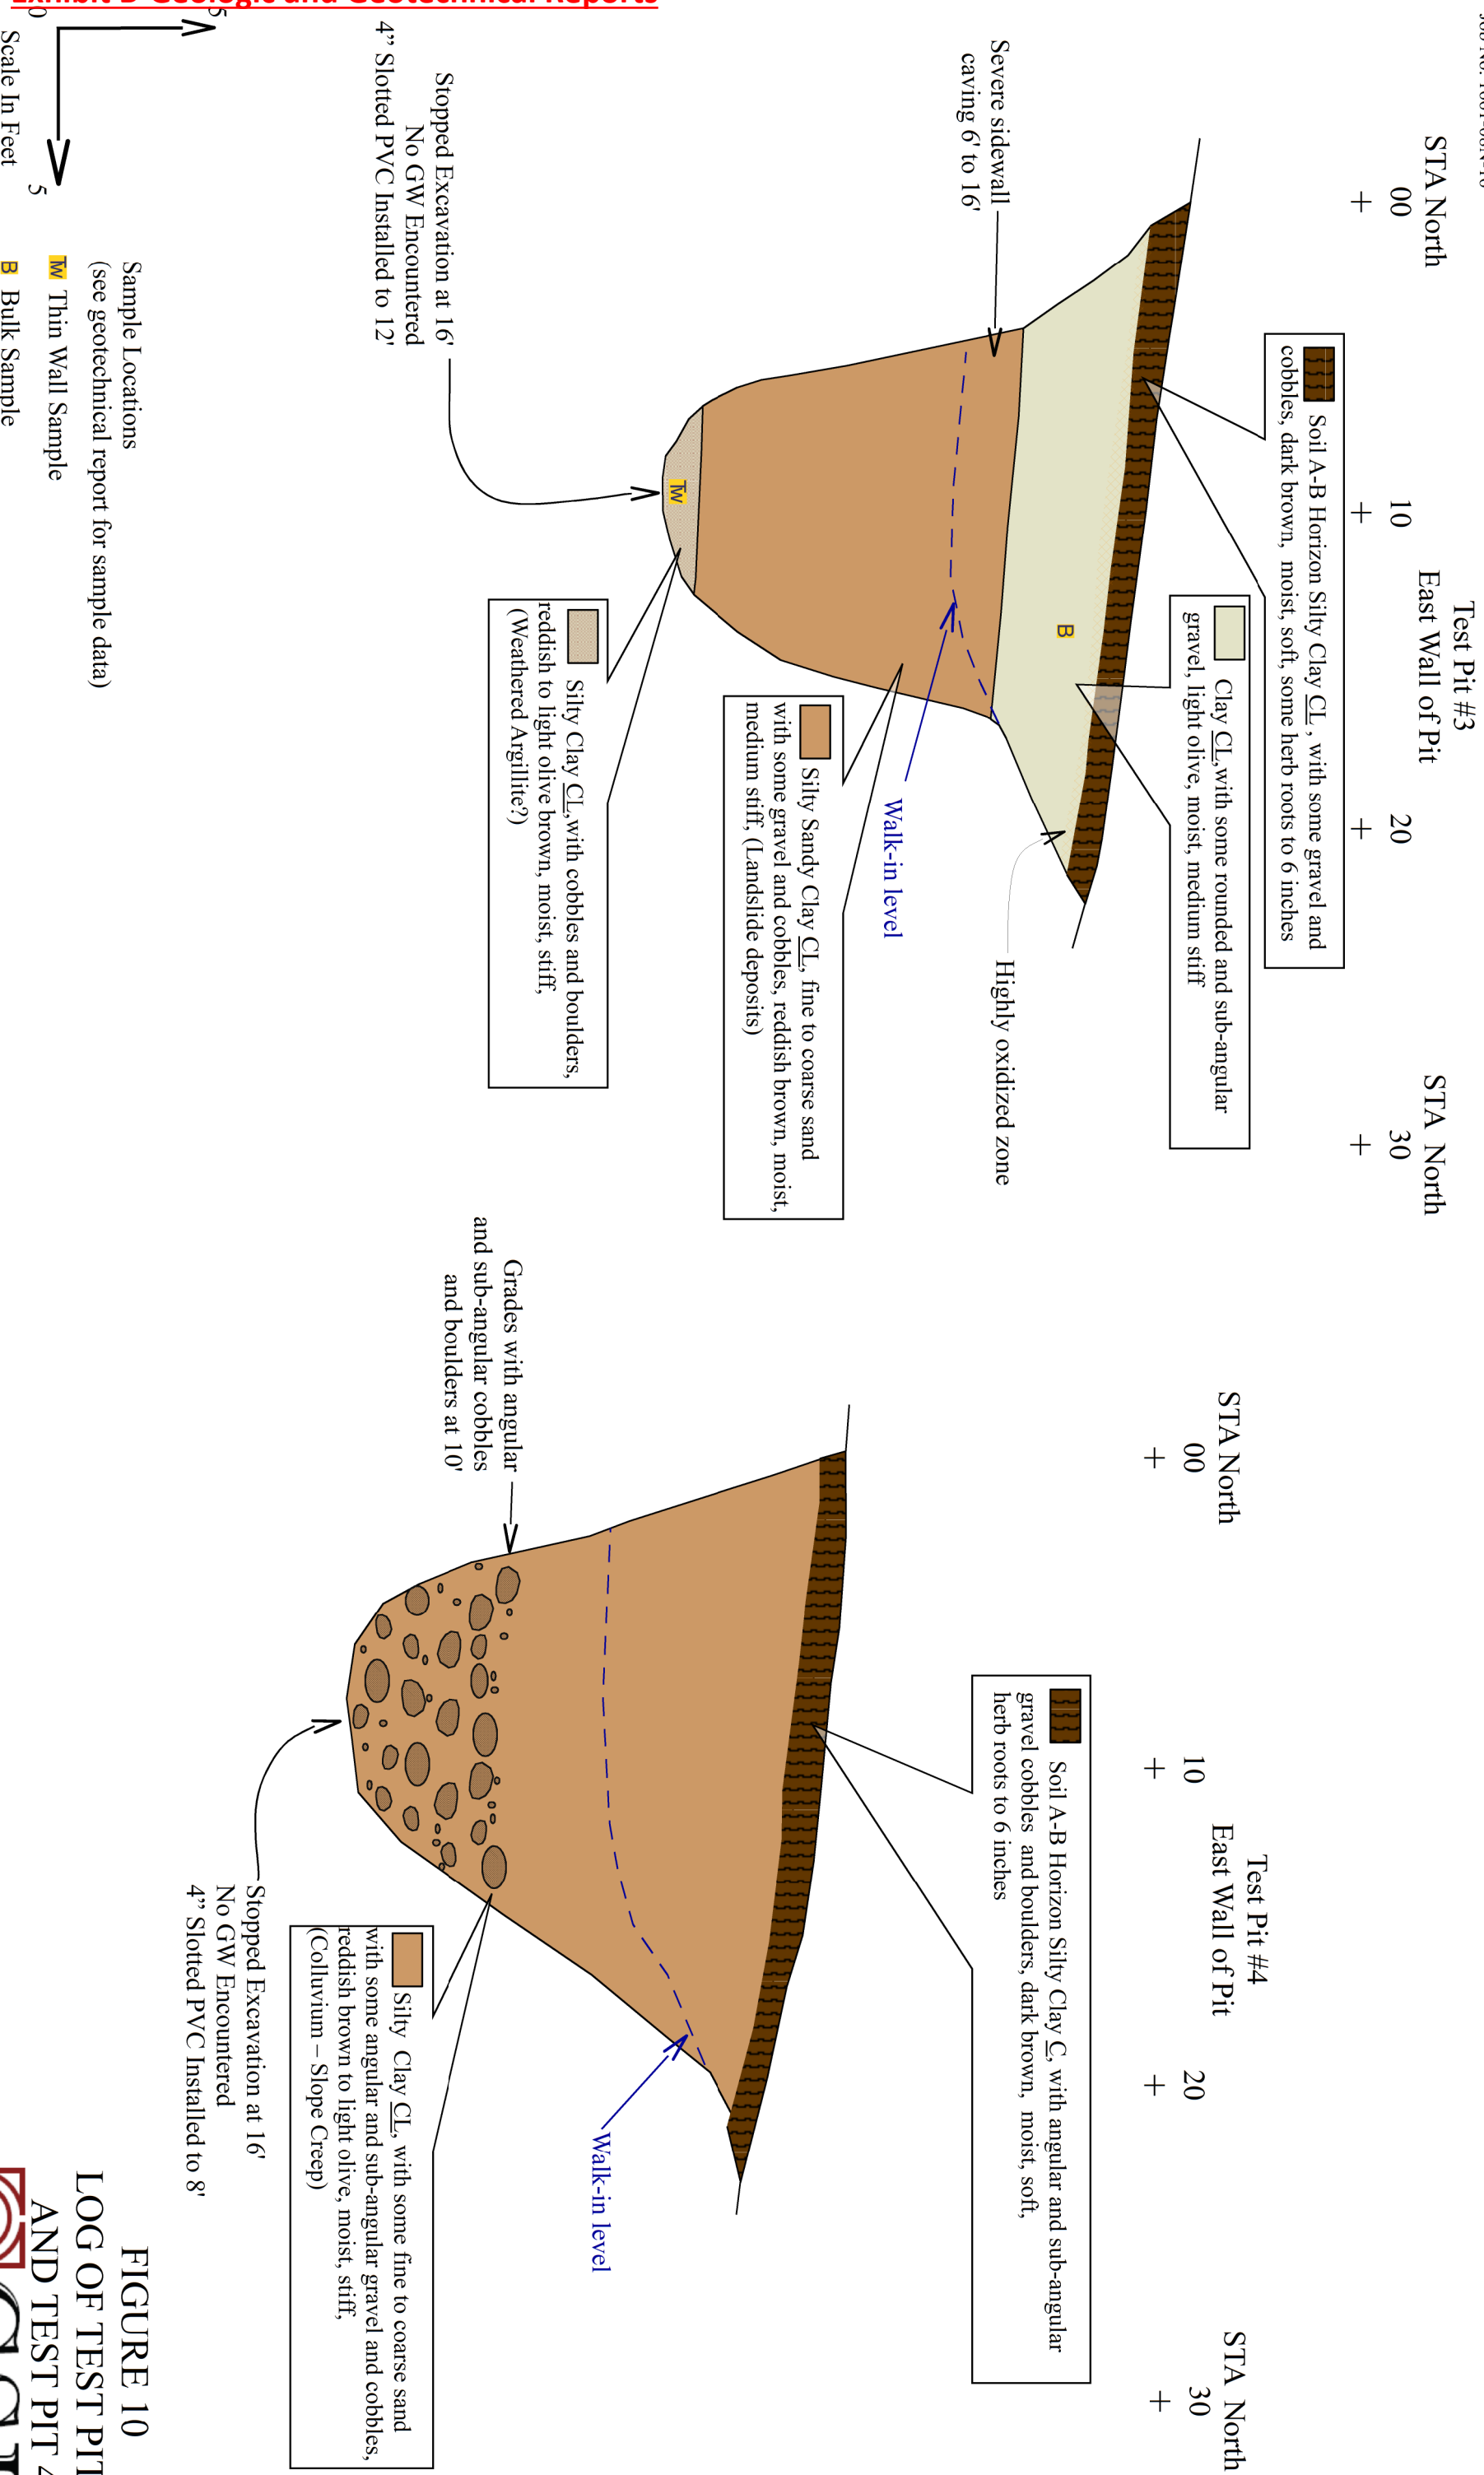 Exhibit D Geologic and Geotechnical Reports
Test Pit #3
East Wall of Pit
STA North
00
+
10
+
20
+
STA North
30
+
Soil A-B Horizon Silty Clay CL , with some gravel and
cobbles, dark brown, moist, soft, some herb roots to 6 inches
Clay CL,with some rounded and sub-angular
gravel, light olive, moist, medium stiff
Severe sidewall
caving 6' to 16'
B
Highly oxidized zone
Walk-in level
Silty Sandy Clay CL, fine to coarse sand
with some gravel and cobbles, reddish brown, moist,
medium stiff, (Landslide deposits)
Tw
Silty Clay CL,with cobbles and boulders,
reddish to light olive brown, moist, stiff,
(Weathered Argillite?)
Stopped Excavation at 16'
No GW Encountered
4” Slotted PVC Installed to 12'
Test Pit #4
East Wall of Pit
STA North
00
+
10
+
20
+
STA North
30
+
Soil A-B Horizon Silty Clay C, with angular and sub-angular
gravel cobbles and boulders, dark brown, moist, soft,
herb roots to 6 inches
Walk-in level
Grades with angular
and sub-angular cobbles
and boulders at 10'
Silty Clay CL, with some fine to coarse sand
with some angular and sub-angular gravel and cobbles,
reddish brown to light olive, moist, stiff,
(Colluvium – Slope Creep)
Stopped Excavation at 16'
No GW Encountered
4” Slotted PVC Installed to 8'
5
0
5
Scale In Feet
Sample Locations
(see geotechnical report for sample data)
Tw Thin Wall Sample
B Bulk Sample
FIGURE 10
LOG OF TEST PIT
AND TEST PIT 4